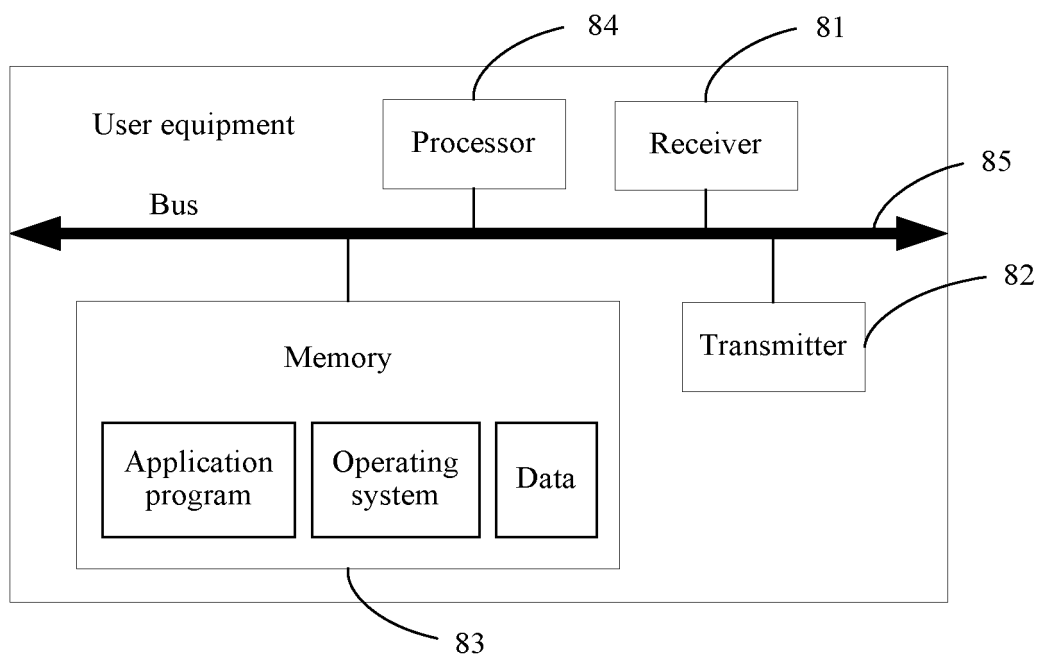 84
81
User equipment
Processor
Receiver
85
Bus
82
Transmitter
Memory
Application
program
Operating
system
Data
83